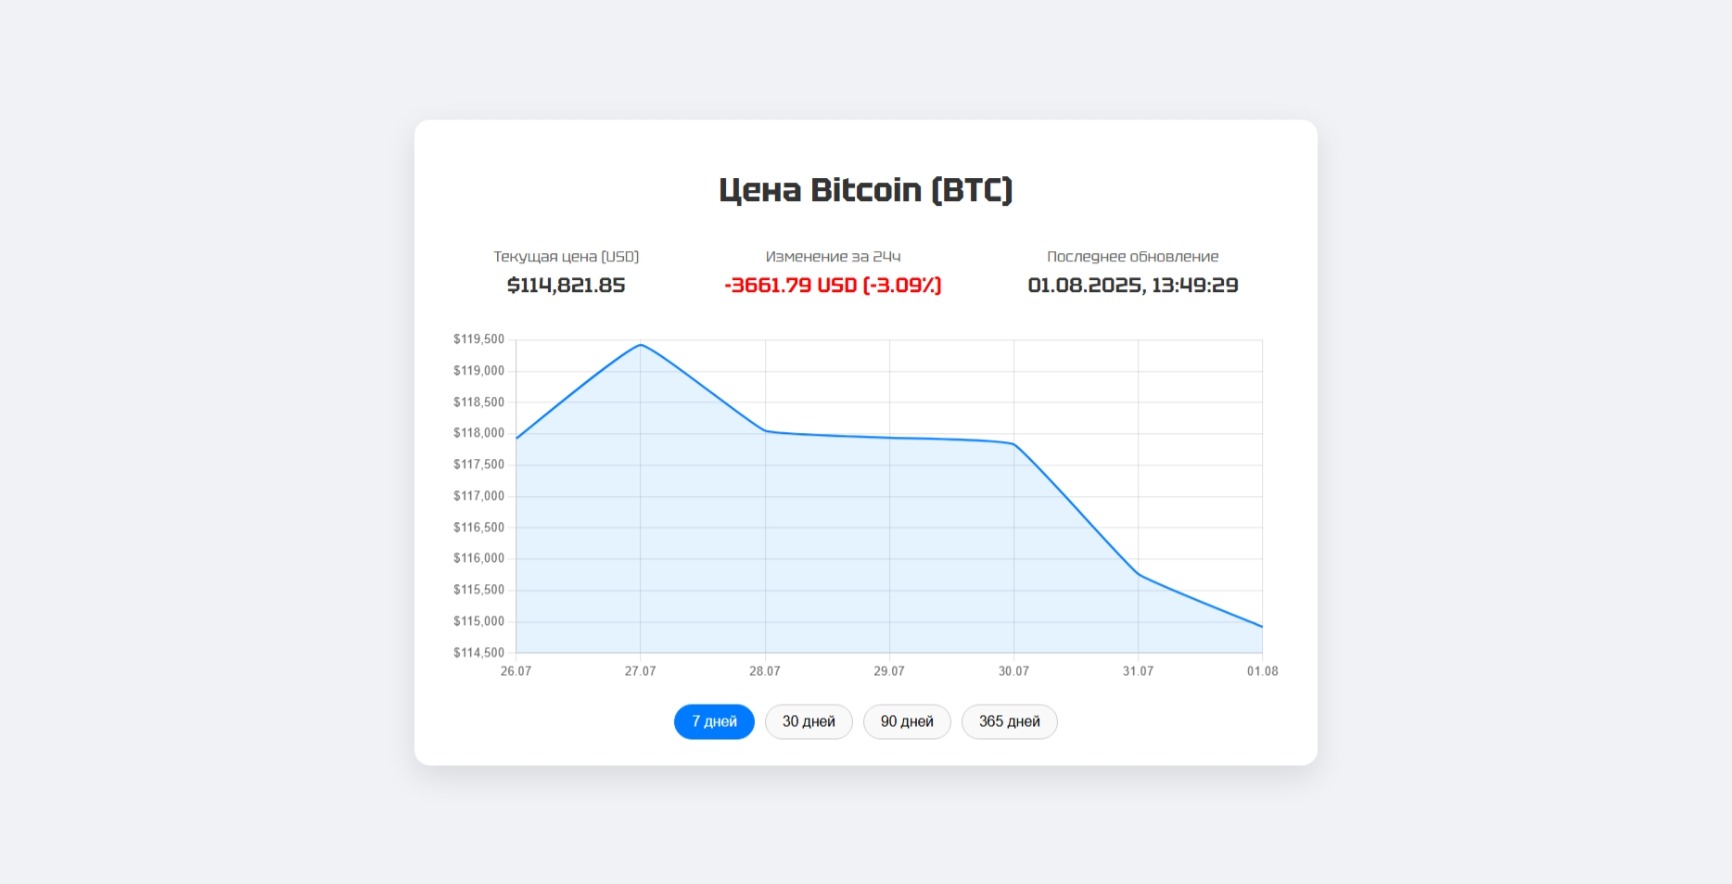 Цена Bitcoin (BTC)
Текущая цена (USD)
$114,821.85
Изменение за 24ч
-3661.79 USD (-3.09%)
Последнее обновление
01.08.2025, 13:49:29
$119,500
$119,000
$118,500
$118,000
$117,500
$117,000
$116,500
$116,000
$115,500
$115,000
$114,500
26.07 27.07 28.07 29.07 30.07 31.07 01.08
7 дней 30 дней 90 дней 365 дней